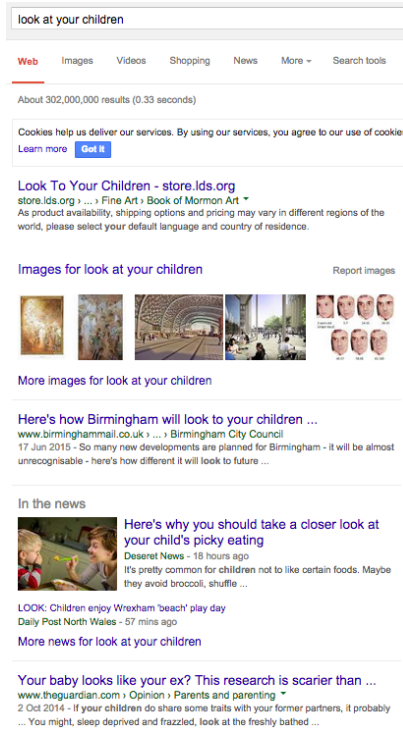 look at your children
Web Images Videos Shopping News More Search tools
About 302,000,000 results (0.33 seconds)
Cookies help us deliver our services. By using our services, you agree to our use of cookie
Learn more Got it
Look To Your Children - store.lds.org
store.lds.org › ... › Fine Art › Book of Mormon Art
As product availability, shipping options and pricing may vary in different regions of the
world, please select your default language and country of residence.
Images for look at your children Report images
More images for look at your children
Here's how Birmingham will look to your children ...
www.birminghammail.co.uk › ... › Birmingham City Council
17 Jun 2015 - So many new developments are planned for Birmingham - it will be almost
unrecognisable - here's how different it will look to future ...
In the news
Here's why you should take a closer look at
your child's picky eating
Deseret News - 18 hours ago
It's pretty common for children not to like certain foods. Maybe
they avoid broccoli, shuffle ...
LOOK: Children enjoy Wrexham 'beach' play day
Daily Post North Wales - 57 mins ago
More news for look at your children
Your baby looks like your ex? This research is scarier than ...
www.theguardian.com › Opinion › Parents and parenting
2 Oct 2014 - If your children do share some traits with your former partners, it probably
... You might, sleep deprived and frazzled, look at the freshly bathed ...